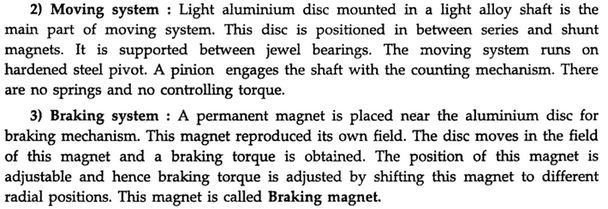 2) Moving system : Light aluminium disc mounted in a light alloy shaft is the
main part of moving system. This disc is positioned in between series and shunt
magnets. It is supported between jewel bearings. The moving system runs on
hardened steel pivot. A pinion engages the shaft with the counting mechanism. There
are no springs and no controlling torque.
3) Braking system : A permanent magnet is placed near the aluminium disc for
braking mechanism. This magnet reproduced its own field. The disc moves in the field
of this magnet and a braking torque is obtained. The position of this magnet is
adjustable and hence braking torque is adjusted by shifting this magnet to different
radial positions. This magnet is called Braking magnet.